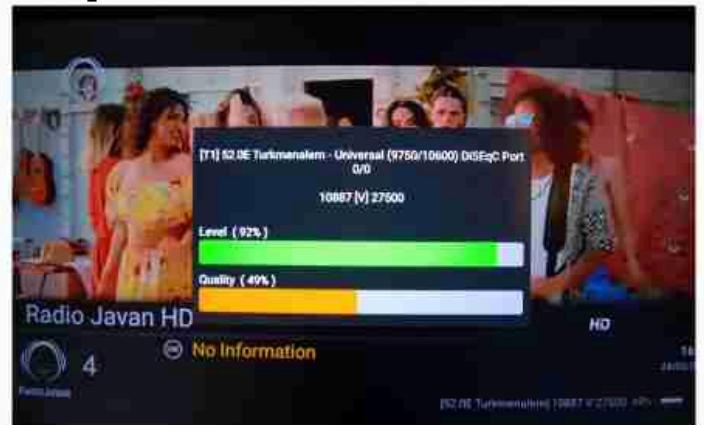 [T1] 52.0E Turkmenalem - Universal (9750/10600) DiSEqC Port
0/0
10887 [V] 27500
Level ( 92% )
Quality ( 49% )
Radio Javan HD
HD
4
No Information
[52.0E Turkmenalem] 10887 V 27500